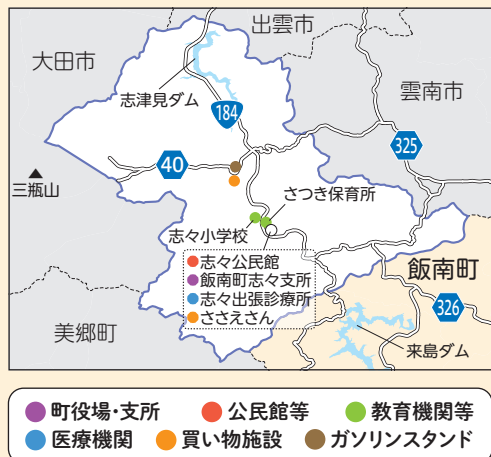 出雲市
大田市
志津見ダム
雲南市
184
325
40
三瓶山
さつき保育所
志々小学校
志々公民館
飯南町志々支所
志々出張診療所
ささえさん
飯南町
326
美郷町
来島ダム
町役場・支所 公民館等 教育機関等
医療機関 買い物施設 ガソリンスタンド